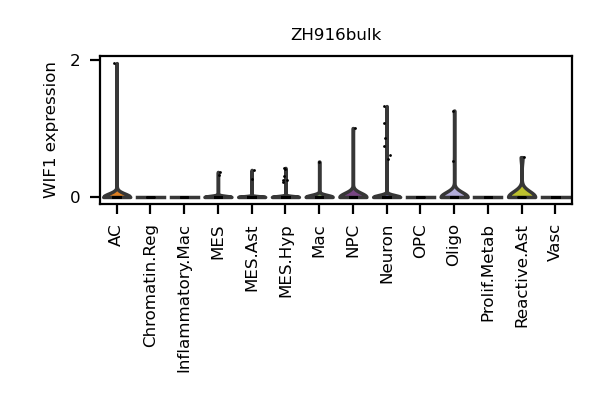 ZH916bulk
WIF1 expression
2
0
AC
Chromatin.Reg
Inflammatory.Mac
MES
MES.Ast
MES.Hyp
Mac
NPC
Neuron
OPC
Oligo
Prolif.Metab
Reactive.Ast
Vasc